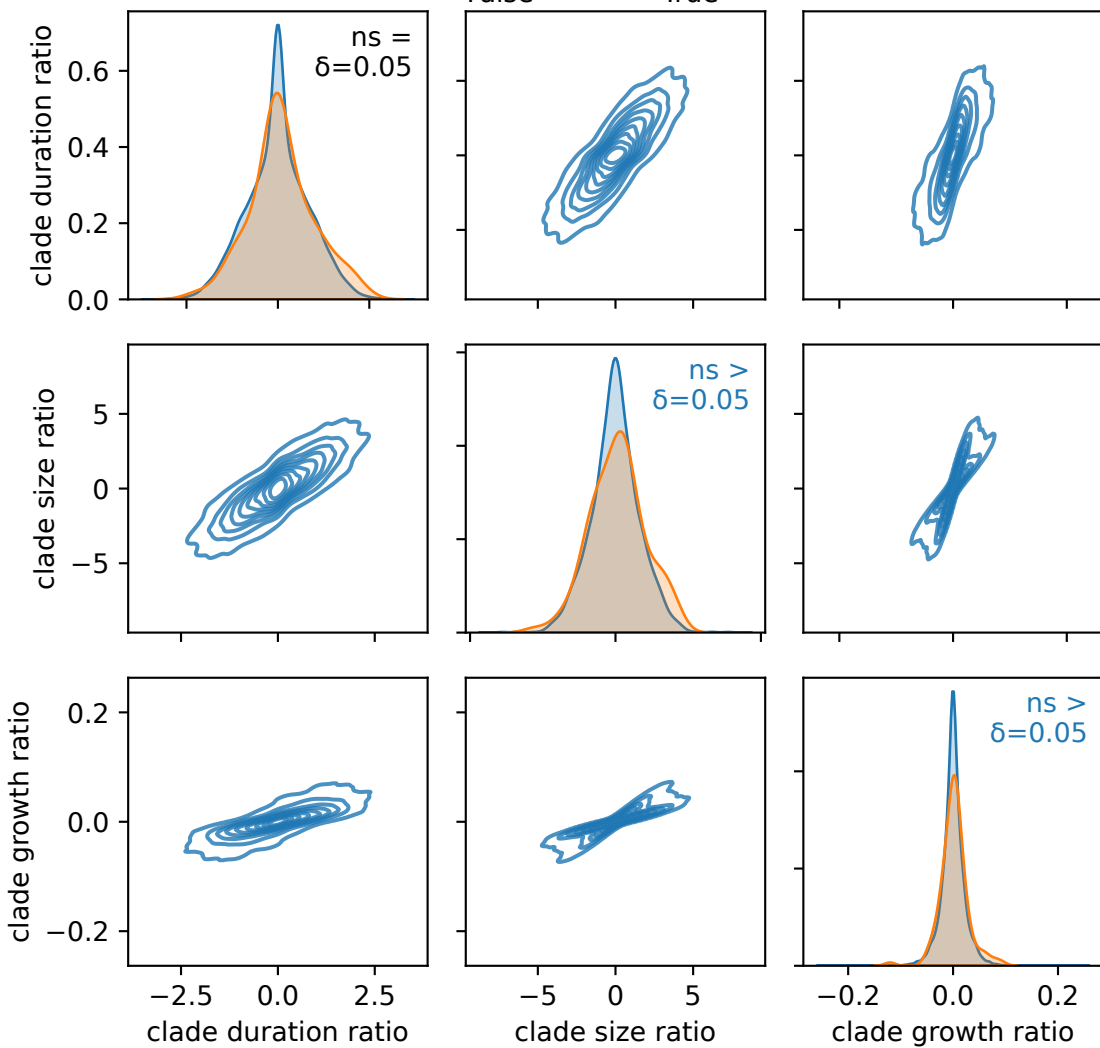 clade duration ratio
0.6
0.4
0.2
0.0
ns =
δ=0.05
clade size ratio
5
0
−5
ns >
δ=0.05
clade growth ratio
0.2
0.0
−0.2
ns >
δ=0.05
−2.5 0.0 2.5
−5 0 5
−0.2 0.0 0.2
clade duration ratio
clade size ratio
clade growth ratio